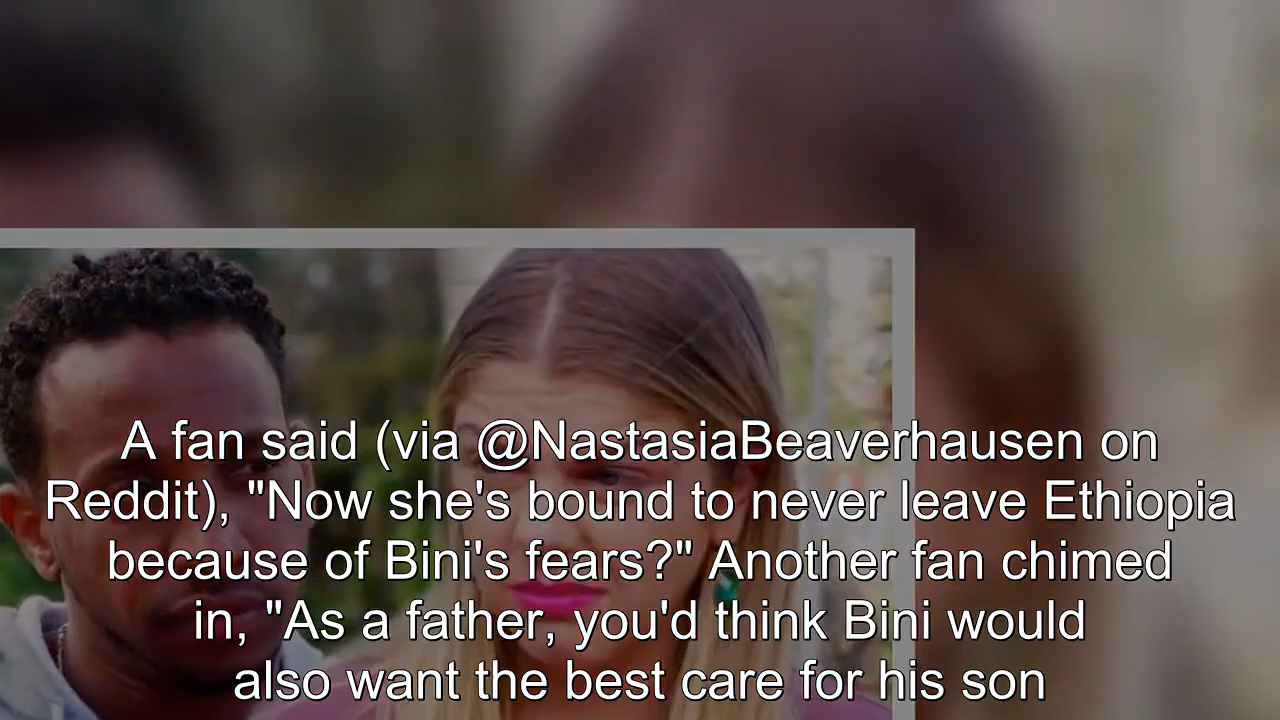 A fan said (via @NastasiaBeaverhausen on
Reddit), "Now she's bound to never leave Ethiopia
because of Bini's fears?" Another fan chimed
in, "As a father, you'd think Bini would
also want the best care for his son